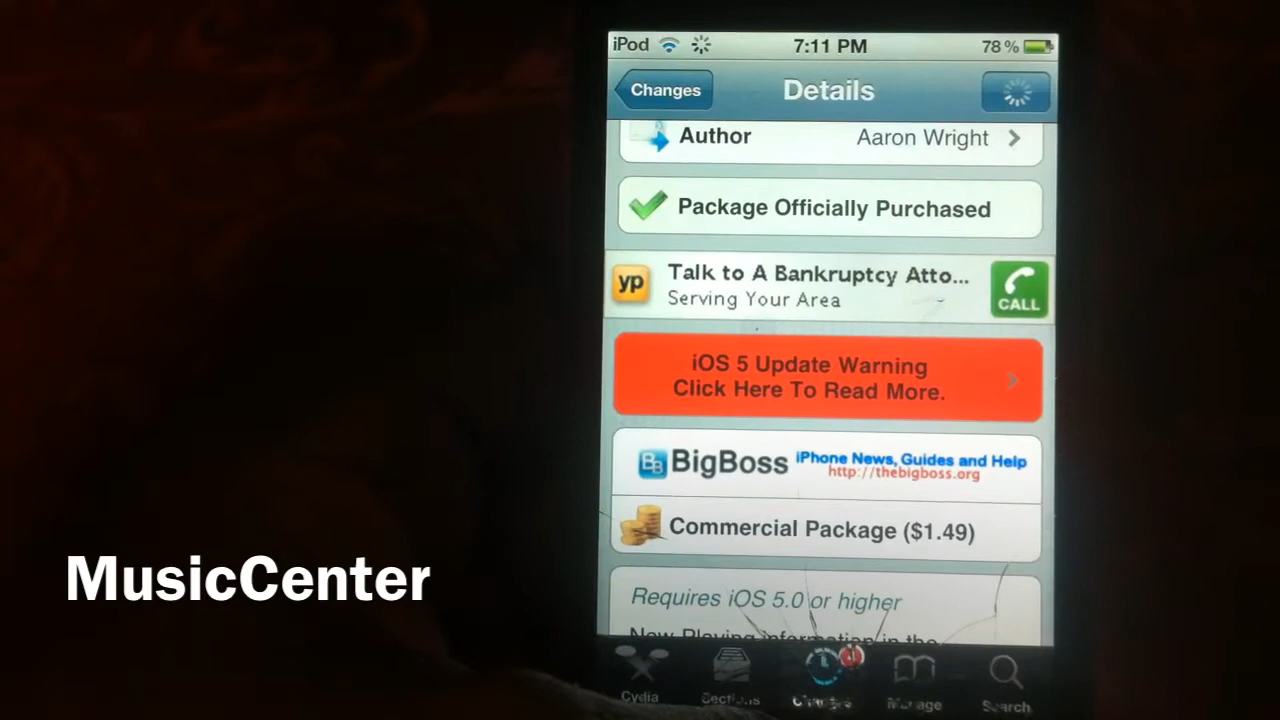 iPod 7:11 PM 78%
Changes Details
Author Aaron Wright
Package Officially Purchased
yp Talk to A Bankruptcy Atto...
Serving Your Area
CALL
iOS 5 Update Warning
Click Here To Read More.
BB BigBoss iPhone News, Guides and Help
http://thebigboss.org
Commercial Package ($1.49)
Requires iOS 5.0 or higher
Now Playing information in the
MusicCenter
Cydia Sections Changes Manage Search